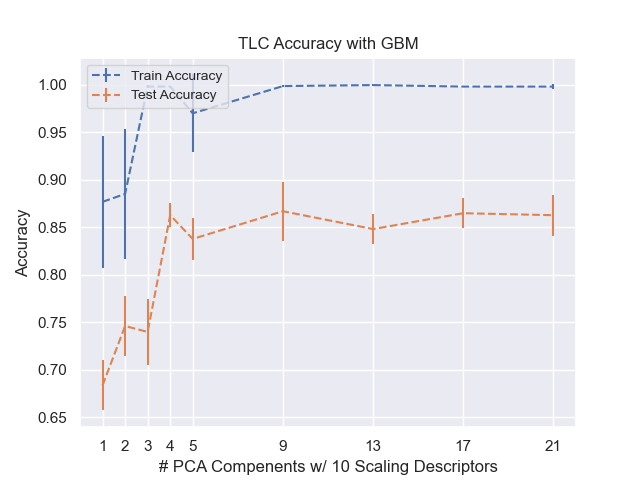 TLC Accuracy with GBM
Train Accuracy
Test Accuracy
1.00
0.95
0.90
0.85
0.80
0.75
0.70
0.65
Accuracy
1 2 3 4 5 9 13 17 21
# PCA Compenents w/ 10 Scaling Descriptors